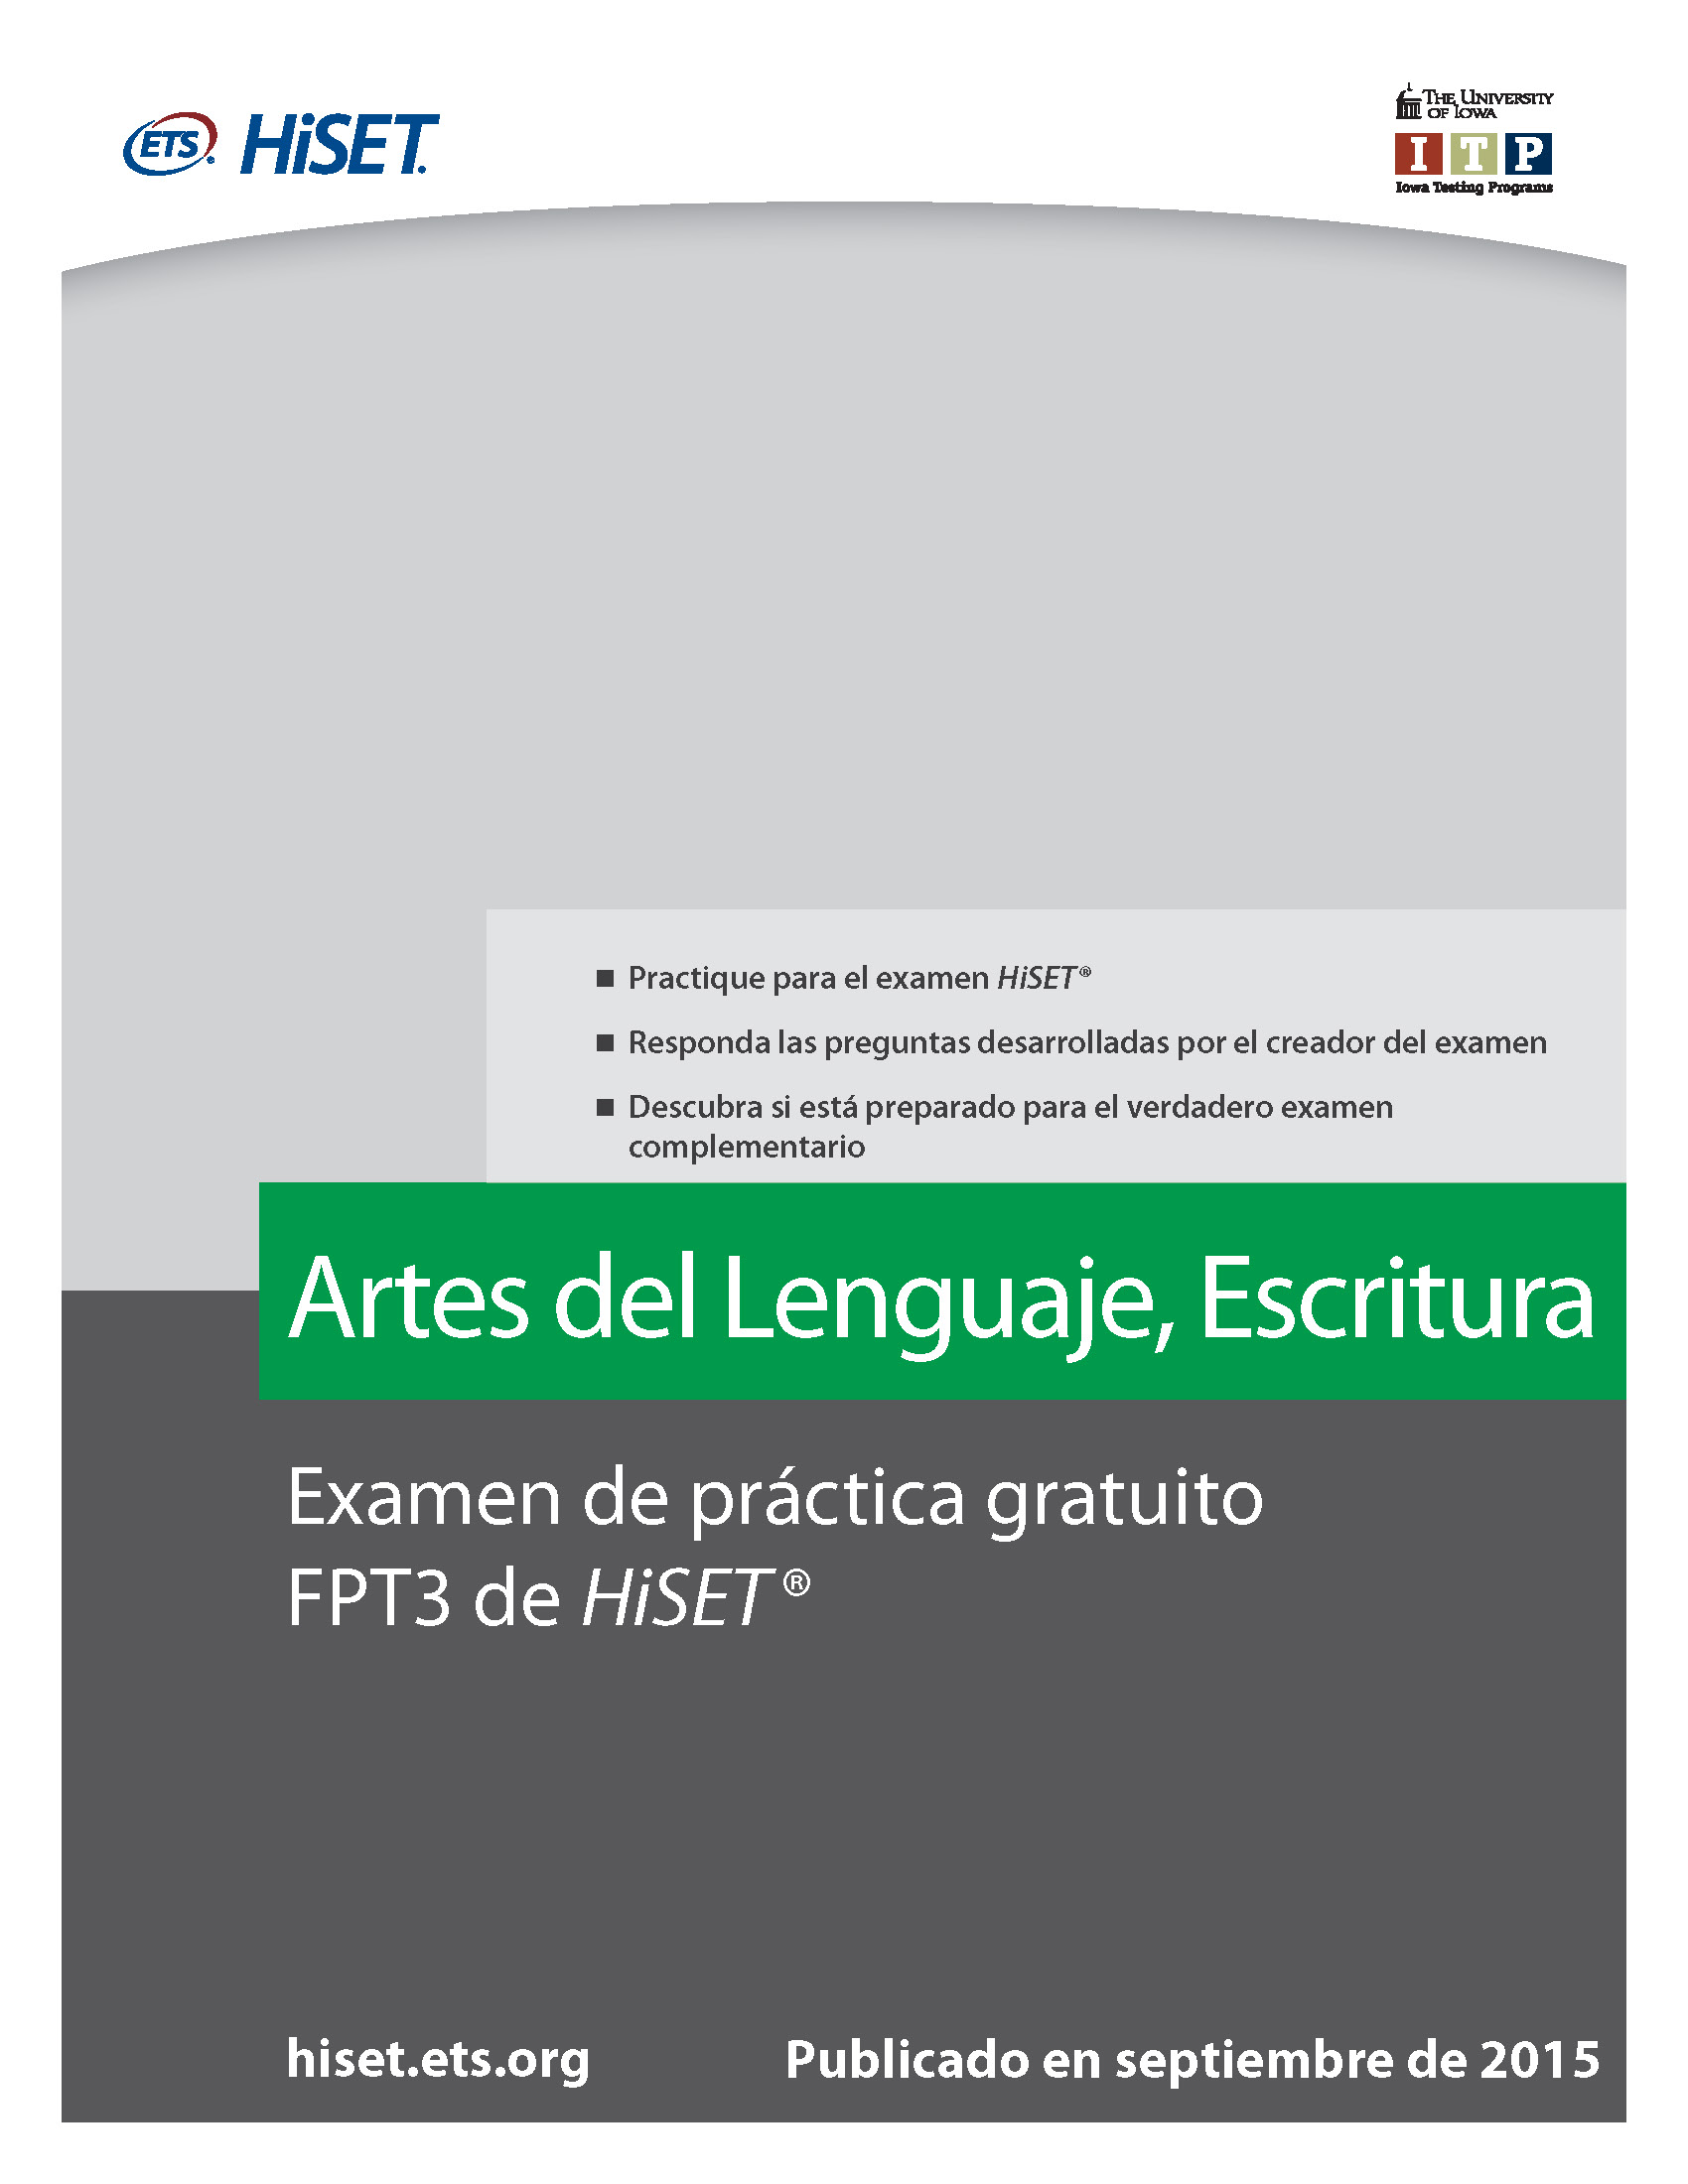 ETS® HiSET®
THE UNIVERSITY
OF IOWA
I T P
Iowa Testing Programs
■ Practique para el examen HiSET®
■ Responda las preguntas desarrolladas por el creador del examen
■ Descubra si está preparado para el verdadero examen
complementario
Artes del Lenguaje, Escritura
Examen de práctica gratuito
FPT3 de HiSET®
hiset.ets.org Publicado en septiembre de 2015